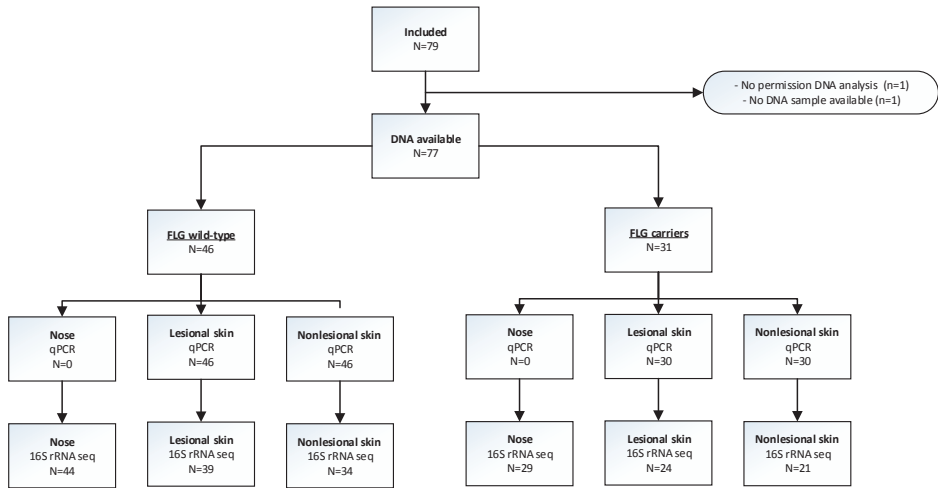 Included
N=79
- No permission DNA analysis (n=1)
- No DNA sample available (n=1)
DNA available
N=77
FLG wild-type
N=46
FLG carriers
N=31
Nose
qPCR
N=0
Lesional skin
qPCR
N=46
Nonlesional skin
qPCR
N=46
Nose
qPCR
N=0
Lesional skin
qPCR
N=30
Nonlesional skin
qPCR
N=30
Nose
16S rRNA seq
N=44
Lesional skin
16S rRNA seq
N=39
Nonlesional skin
16S rRNA seq
N=34
Nose
16S rRNA seq
N=29
Lesional skin
16S rRNA seq
N=24
Nonlesional skin
16S rRNA seq
N=21